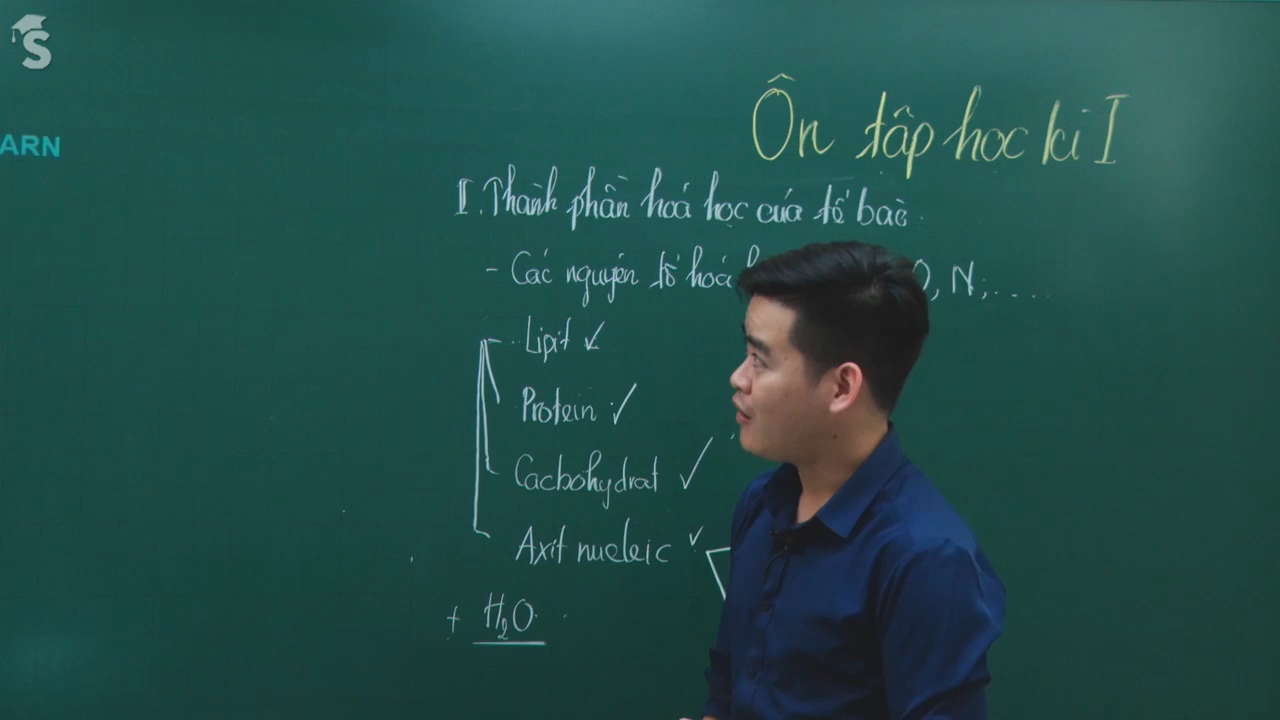 S
ARN
Ôn tập học kì I
I. Thành phần hoá học của tế bào
- Các nguyên tố hoá O, N; ....
Lipit ✓
Protein ✓
Cacbohydrat ✓
Axit nucleic ✓
+ H₂O